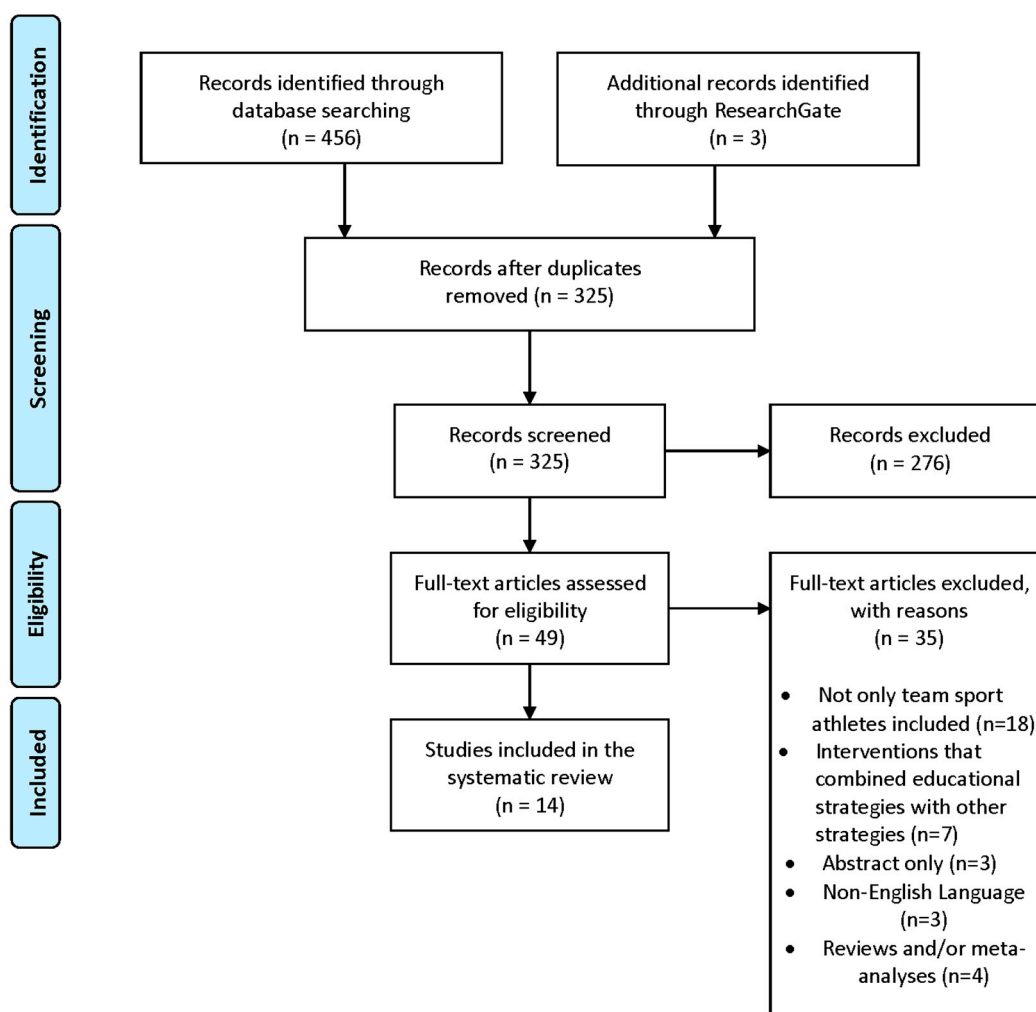 Identification
Records identified through
database searching
(n = 456)
Additional records identified
through ResearchGate
(n = 3)
Screening
Records after duplicates
removed (n = 325)
Records screened
(n = 325)
Records excluded
(n = 276)
Eligibility
Full-text articles assessed
for eligibility
(n = 49)
Full-text articles excluded,
with reasons
(n = 35)
• Not only team sport
athletes included (n=18)
• Interventions that
combined educational
strategies with other
strategies (n=7)
• Abstract only (n=3)
• Non-English Language
(n=3)
• Reviews and/or meta-
analyses (n=4)
Included
Studies included in the
systematic review
(n = 14)